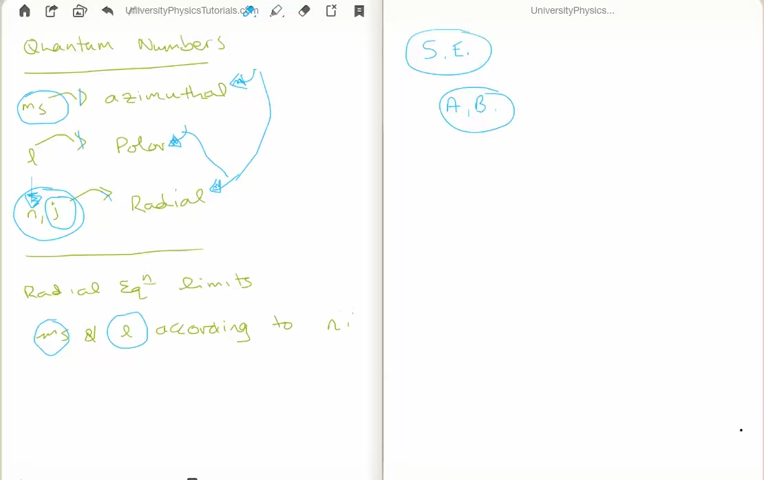 UniversityPhysicsTutorials.com
UniversityPhysics...
Quantum Numbers
ms azimuthal
l Polar
n, j Radial
Radial Eqn limits
ms & l according to n i
S.E.
A, B.